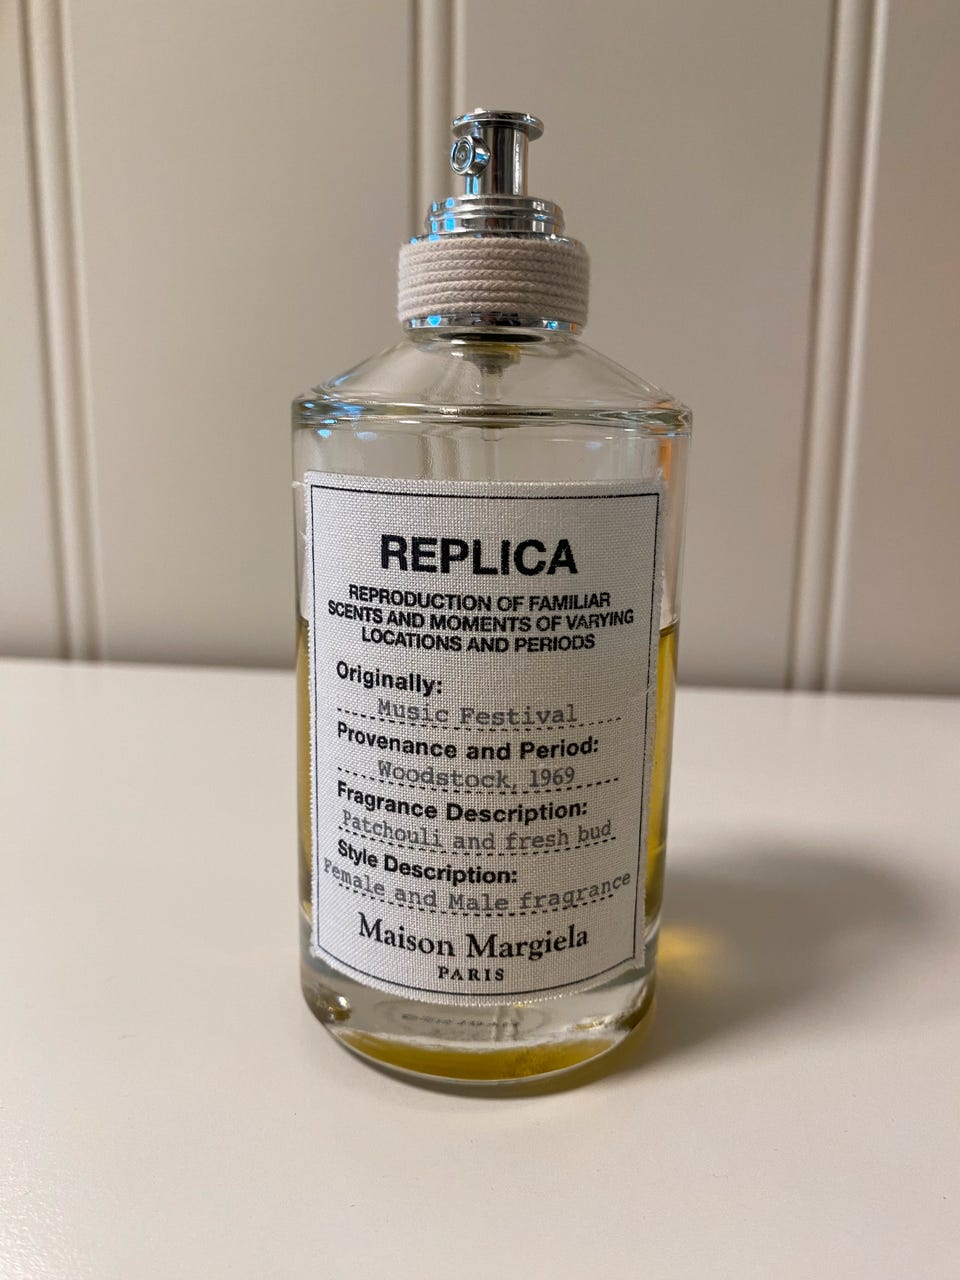 REPLICA
REPRODUCTION OF FAMILIAR
SCENTS AND MOMENTS OF VARYING
LOCATIONS AND PERIODS
Originally:
Music Festival
Provenance and Period:
Woodstock, 1969
Fragrance Description:
Patchouli and fresh bud
Style Description:
Female and Male fragrance
Maison Margiela
PARIS